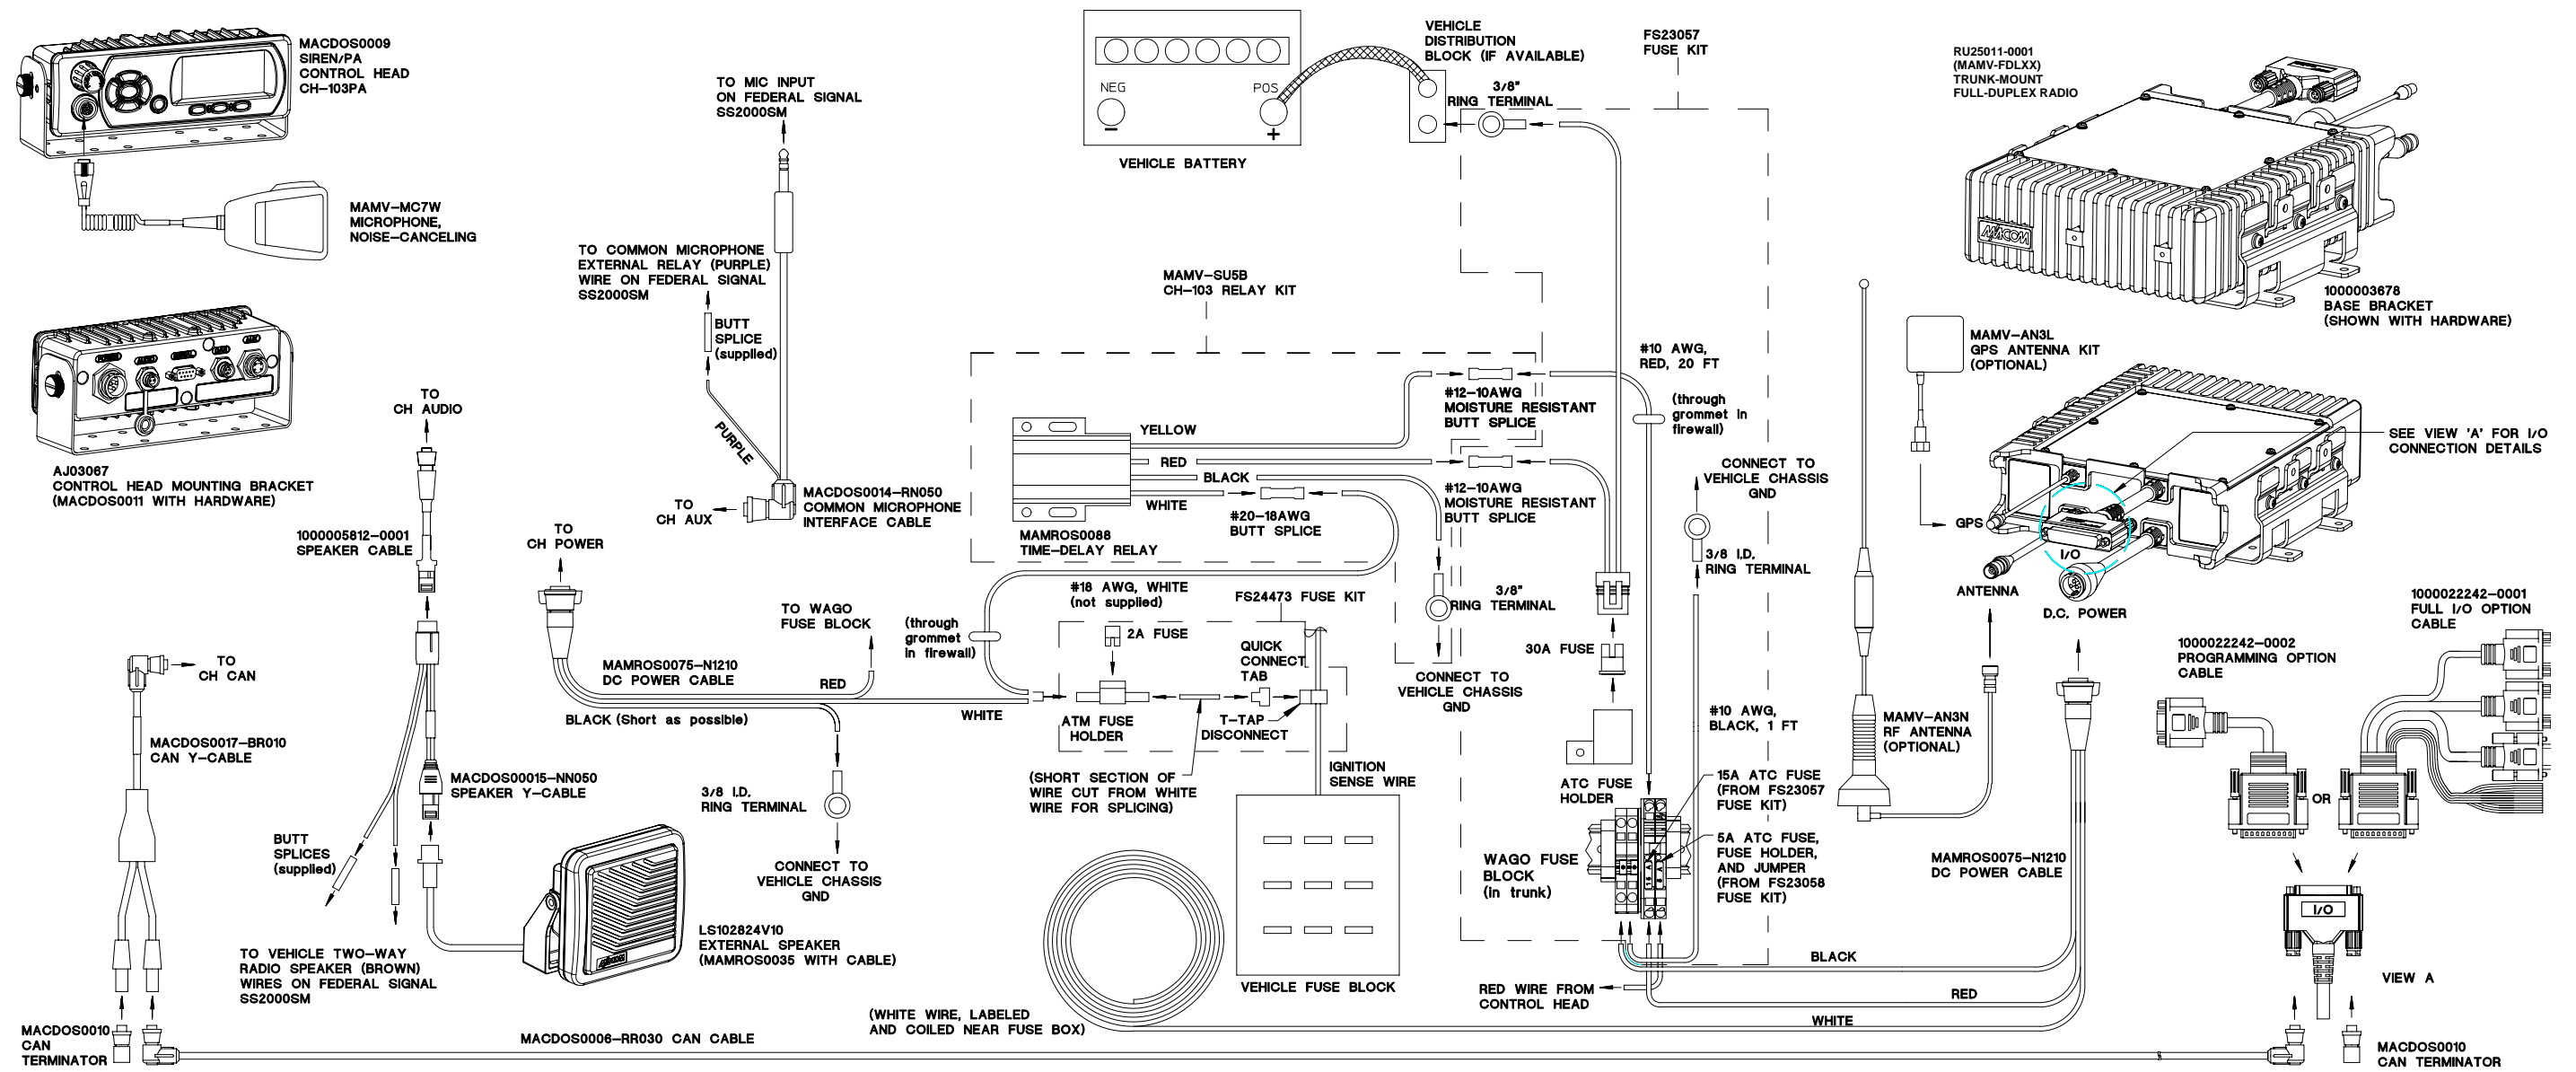 MACDOS0009
SIREN/PA
CONTROL HEAD
CH-103PA
MAMV-MC7W
MICROPHONE,
NOISE-CANCELING
AJ03067
CONTROL HEAD MOUNTING BRACKET
(MACDOS0011 WITH HARDWARE)
TO
CH AUDIO
1000005812-0001
SPEAKER CABLE
TO
CH CAN
MACDOS0017-BR010
CAN Y-CABLE
MACDOS00015-NN050
SPEAKER Y-CABLE
BUTT
SPLICES
(supplied)
TO VEHICLE TWO-WAY
RADIO SPEAKER (BROWN)
WIRES ON FEDERAL SIGNAL
SS2000SM
MACDOS0010
CAN
TERMINATOR
MACDOS0006-RR030 CAN CABLE
LS102824V10
EXTERNAL SPEAKER
(MAMROS0035 WITH CABLE)
M/ACOM
TO MIC INPUT
ON FEDERAL SIGNAL
SS2000SM
TO COMMON MICROPHONE
EXTERNAL RELAY (PURPLE)
WIRE ON FEDERAL SIGNAL
SS2000SM
BUTT
SPLICE
(supplied)
PURPLE
TO
CH AUX
MACDOS0014-RN050
COMMON MICROPHONE
INTERFACE CABLE
TO
CH POWER
MAMROS0075-N1210
DC POWER CABLE
TO WAGO
FUSE BLOCK
RED
BLACK (Short as possible)
WHITE
3/8 I.D.
RING TERMINAL
CONNECT TO
VEHICLE CHASSIS
GND
NEG
POS
–
+
VEHICLE BATTERY
VEHICLE
DISTRIBUTION
BLOCK (IF AVAILABLE)
3/8"
RING TERMINAL
FS23057
FUSE KIT
MAMV-SU5B
CH-103 RELAY KIT
YELLOW
RED
BLACK
WHITE
MAMROS0088
TIME-DELAY RELAY
#20-18AWG
BUTT SPLICE
#12-10AWG
MOISTURE RESISTANT
BUTT SPLICE
#12-10AWG
MOISTURE RESISTANT
BUTT SPLICE
#18 AWG, WHITE
(not supplied)
(through
grommet
in firewall)
FS24473 FUSE KIT
2A FUSE
QUICK
CONNECT
TAB
ATM FUSE
HOLDER
T-TAP
DISCONNECT
(SHORT SECTION OF
WIRE CUT FROM WHITE
WIRE FOR SPLICING)
IGNITION
SENSE WIRE
VEHICLE FUSE BLOCK
(WHITE WIRE, LABELED
AND COILED NEAR FUSE BOX)
3/8"
RING TERMINAL
CONNECT TO
VEHICLE CHASSIS
GND
#10 AWG,
RED, 20 FT
(through
grommet in
firewall)
CONNECT TO
VEHICLE CHASSIS
GND
3/8 I.D.
RING TERMINAL
30A FUSE
ATC FUSE
HOLDER
#10 AWG,
BLACK, 1 FT
15A ATC FUSE
(FROM FS23057
FUSE KIT)
5A ATC FUSE,
FUSE HOLDER,
AND JUMPER
(FROM FS23058
FUSE KIT)
WAGO FUSE
BLOCK
(in trunk)
RED WIRE FROM
CONTROL HEAD
BLACK
RED
WHITE
RU25011-0001
(MAMV-FDLXX)
TRUNK-MOUNT
FULL-DUPLEX RADIO
M/ACOM
1000003678
BASE BRACKET
(SHOWN WITH HARDWARE)
MAMV-AN3L
GPS ANTENNA KIT
(OPTIONAL)
SEE VIEW 'A' FOR I/O
CONNECTION DETAILS
GPS
I/O
ANTENNA
D.C. POWER
MAMV-AN3N
RF ANTENNA
(OPTIONAL)
MAMROS0075-N1210
DC POWER CABLE
1000022242-0001
FULL I/O OPTION
CABLE
1000022242-0002
PROGRAMMING OPTION
CABLE
OR
I/O
VIEW A
MACDOS0010
CAN TERMINATOR